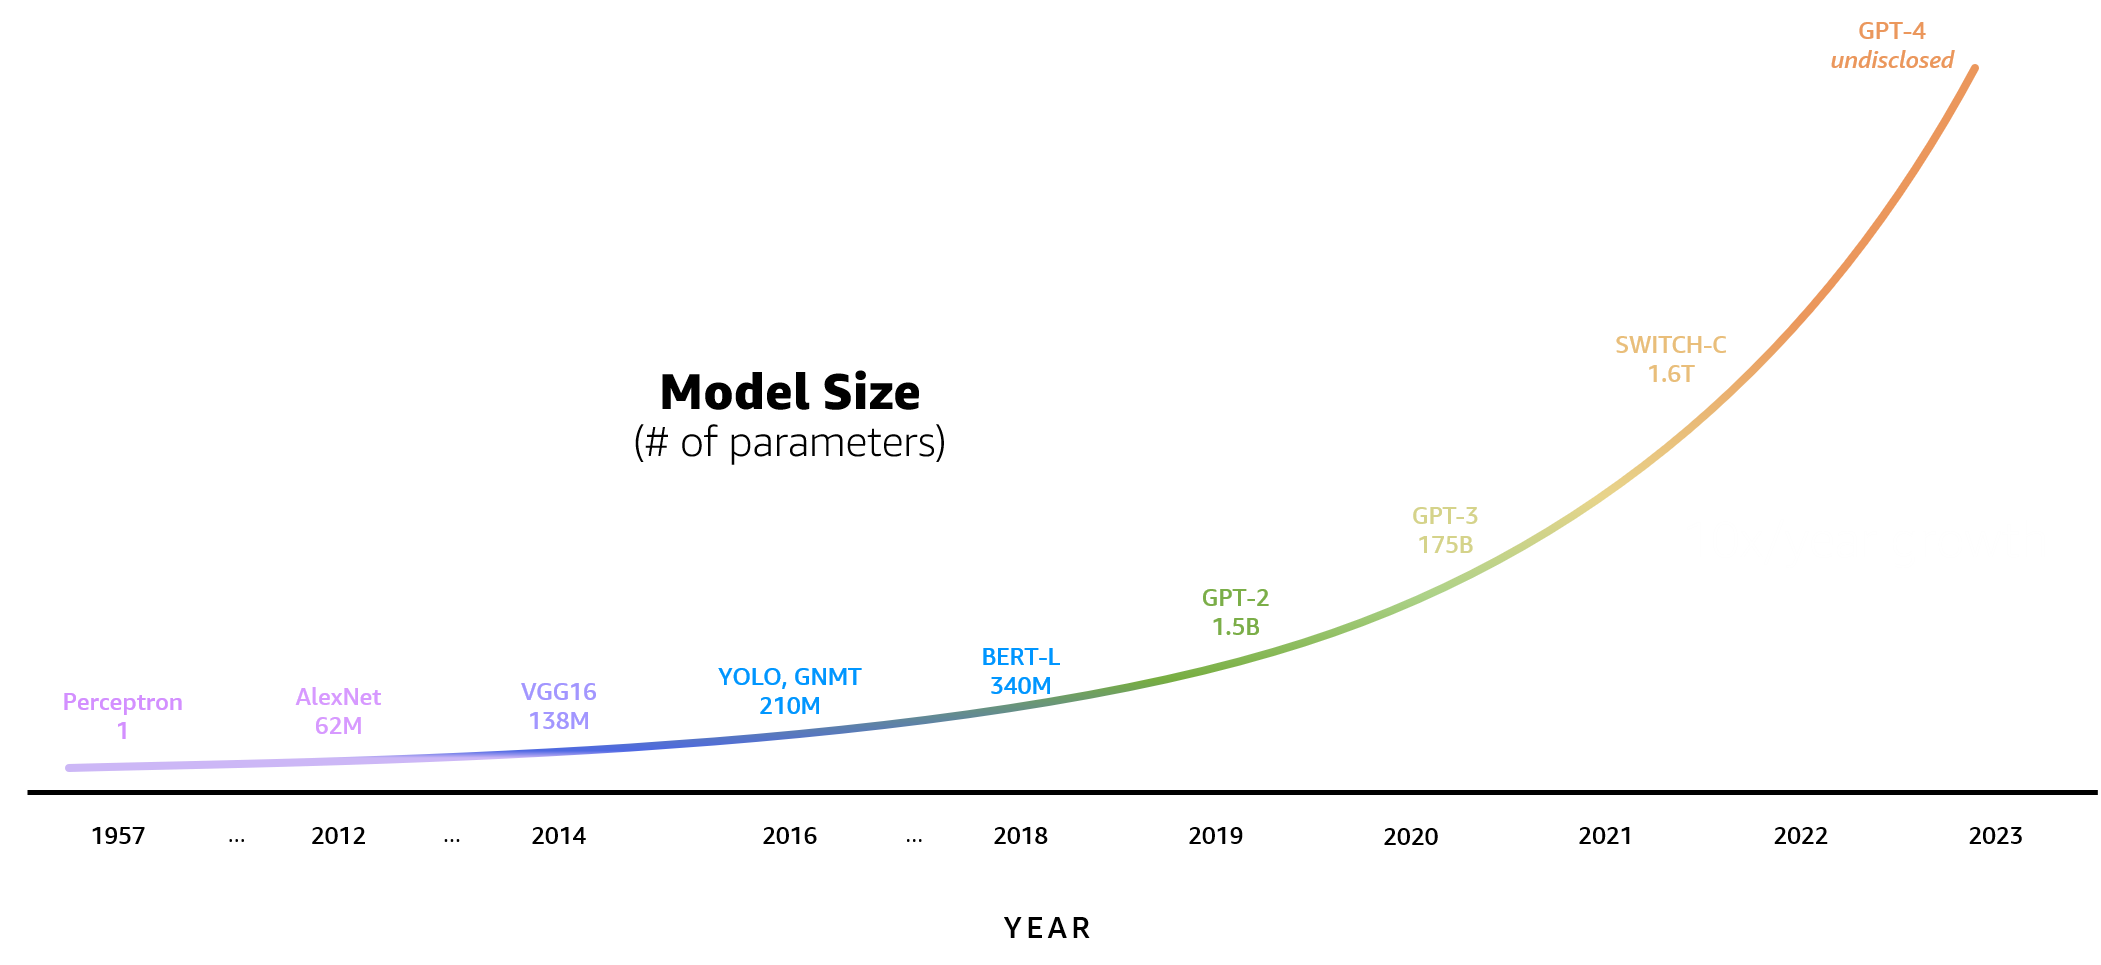 GPT-4
undisclosed
SWITCH-C
1.6T
Model Size
(# of parameters)
GPT-3
175B
GPT-2
1.5B
BERT-L
340M
YOLO, GNMT
210M
VGG16
138M
AlexNet
62M
Perceptron
1
1957 ... 2012 ... 2014 2016 ... 2018 2019 2020 2021 2022 2023
YEAR